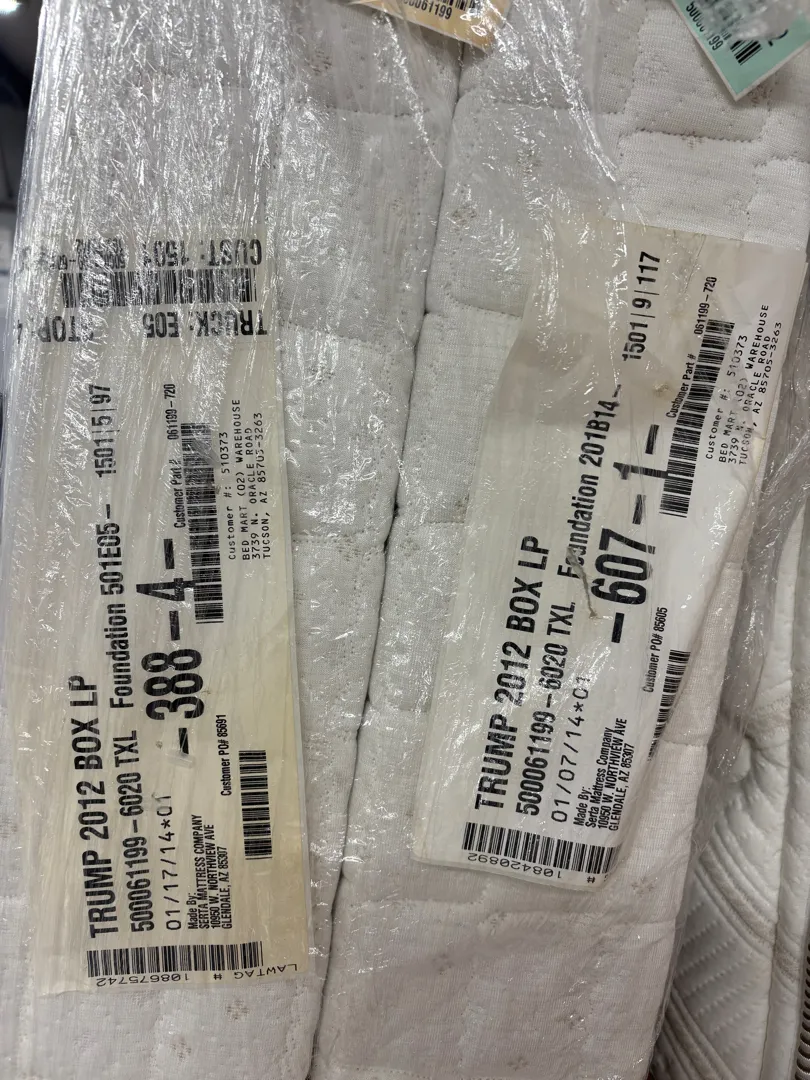 061199
CUST: 1501
TRUCK: E05
TRUMP 2012 BOX LP
500061199-6020 TXL Foundation 501E05- 1501|5|97
01/17/14*01 -388-4-
Customer Part # 061199-720
Made By:
SERTA MATTRESS COMPANY
10950 W. NORTHVIEW AVE
GLENDALE, AZ 85307
Customer PO# 85691
Customer #: 510373
BED MART (02) WAREHOUSE
3739 N. ORACLE ROAD
TUCSON, AZ 85705-3263
LAWTAG # 108675742
TRUMP 2012 BOX LP
500061199-6020 TXL Foundation 201B14- 1501|9|117
01/07/14*01 -607-1-
Customer Part # 061199-720
Made By:
Serta Mattress Company
10950 W. NORTHVIEW AVE
GLENDALE, AZ 85307
Customer PO# 85605
Customer #: 510373
BED MART (02) WAREHOUSE
3739 N. ORACLE ROAD
TUCSON, AZ 85705-3263
# 108420892